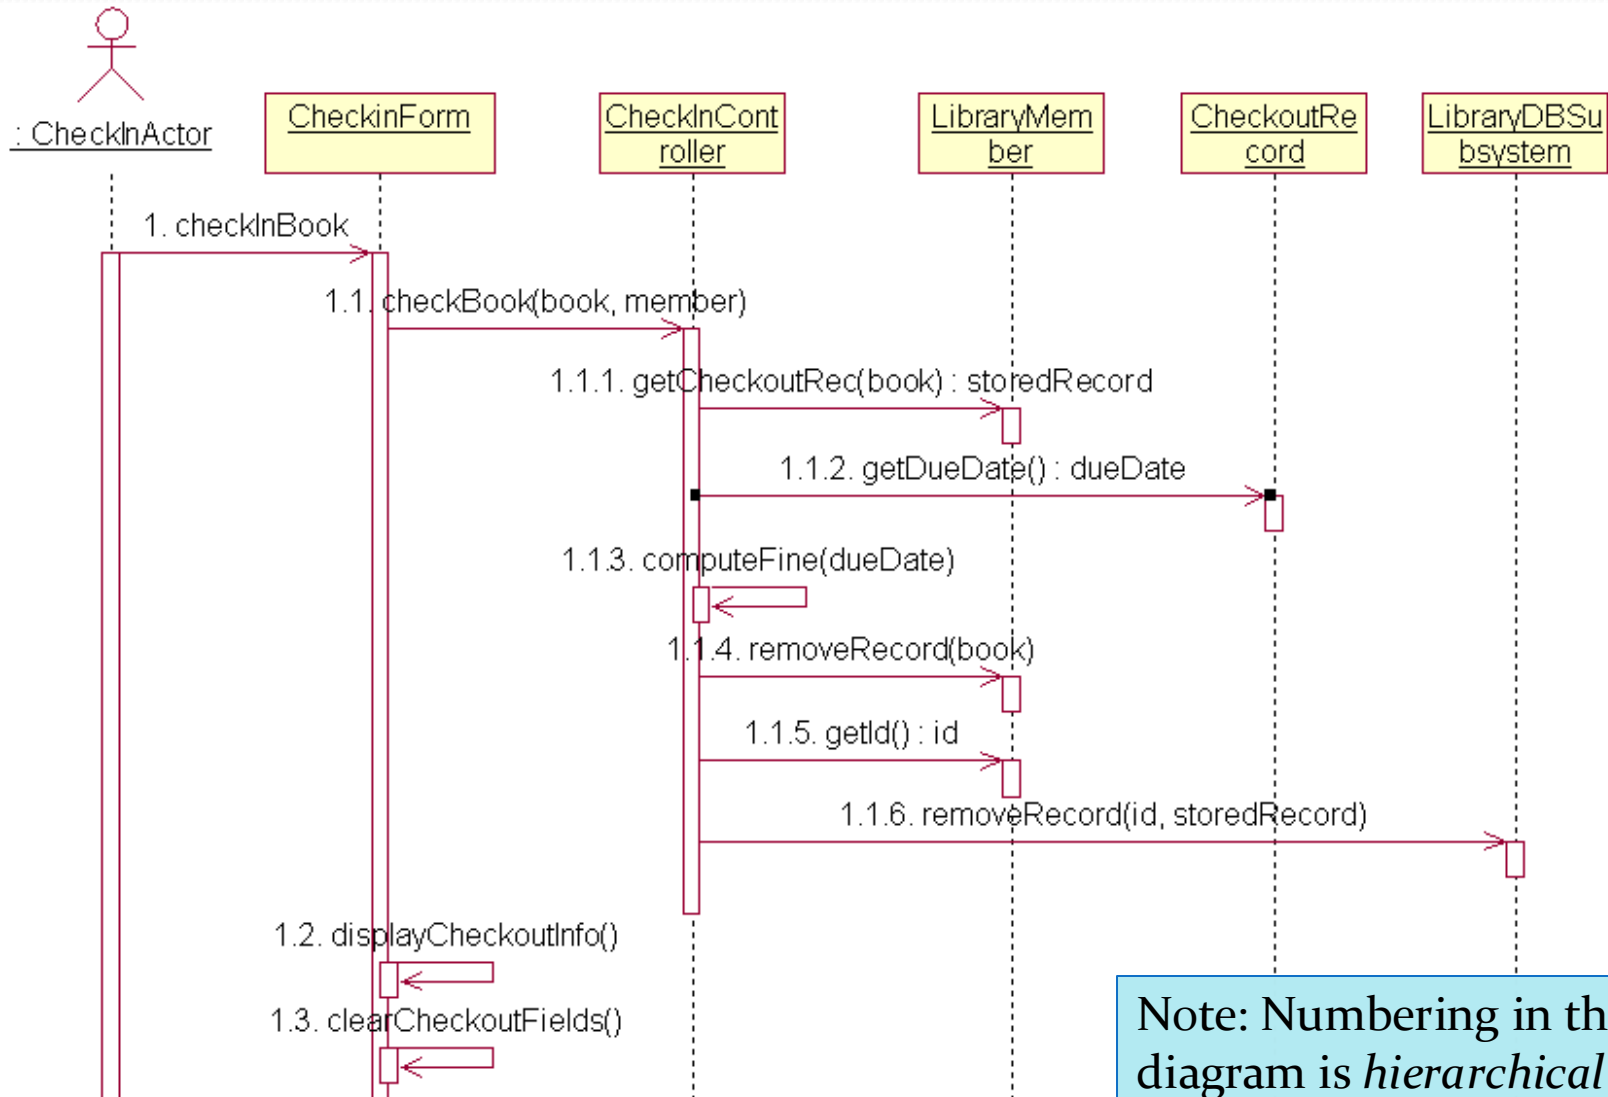 : CheckInActor
CheckinForm
CheckInCont
roller
LibraryMem
ber
CheckoutRe
cord
LibraryDBSu
bsystem
1. checkInBook
1.1. checkBook(book, member)
1.1.1. getCheckoutRec(book) : storedRecord
1.1.2. getDueDate() : dueDate
1.1.3. computeFine(dueDate)
1.1.4. removeRecord(book)
1.1.5. getId() : id
1.1.6. removeRecord(id, storedRecord)
1.2. displayCheckoutInfo()
1.3. clearCheckoutFields()
Note: Numbering in th
diagram is hierarchical